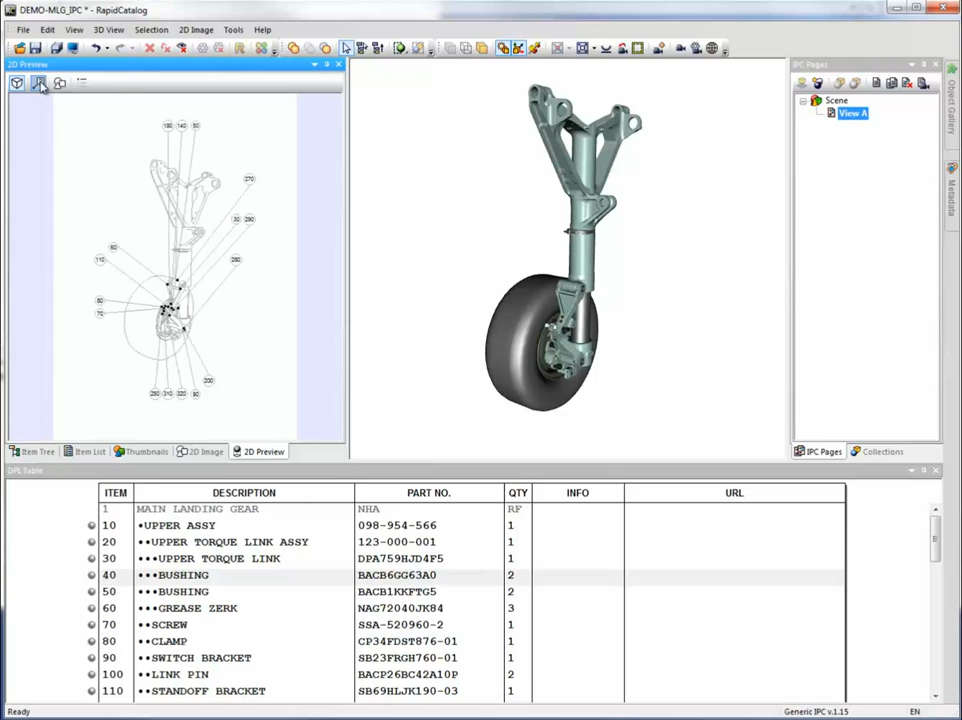 DEMO-MLG_IPC * - RapidCatalog
File Edit View 3D View Selection 2D Image Tools Help
2D Preview
IPC Pages
Scene
View A
Object Gallery
Metadata
180 140 50
270
30 290
60
110
280
80
70
200
310 320 90
Item Tree Item List Thumbnails 2D Image 2D Preview
IPC Pages Collections
DPL Table
ITEM DESCRIPTION PART NO. QTY INFO URL
1 MAIN LANDING GEAR NHA RF
10 •UPPER ASSY 098-954-566 1
20 ••UPPER TORQUE LINK ASSY 123-000-001 1
30 •••UPPER TORQUE LINK DPA759HJD4F5 1
40 •••BUSHING BACB6GG63A0 2
50 •••BUSHING BACB1KKFTG5 2
60 •••GREASE ZERK NAG72040JK84 3
70 ••SCREW SSA-520960-2 1
80 ••CLAMP CP34FDST876-01 1
90 ••SWITCH BRACKET SB23FRGH760-01 1
100 ••LINK PIN BACP26BC42A10P 2
110 ••STANDOFF BRACKET SB69HLJK190-03 1
Ready
Generic IPC v.1.15 EN